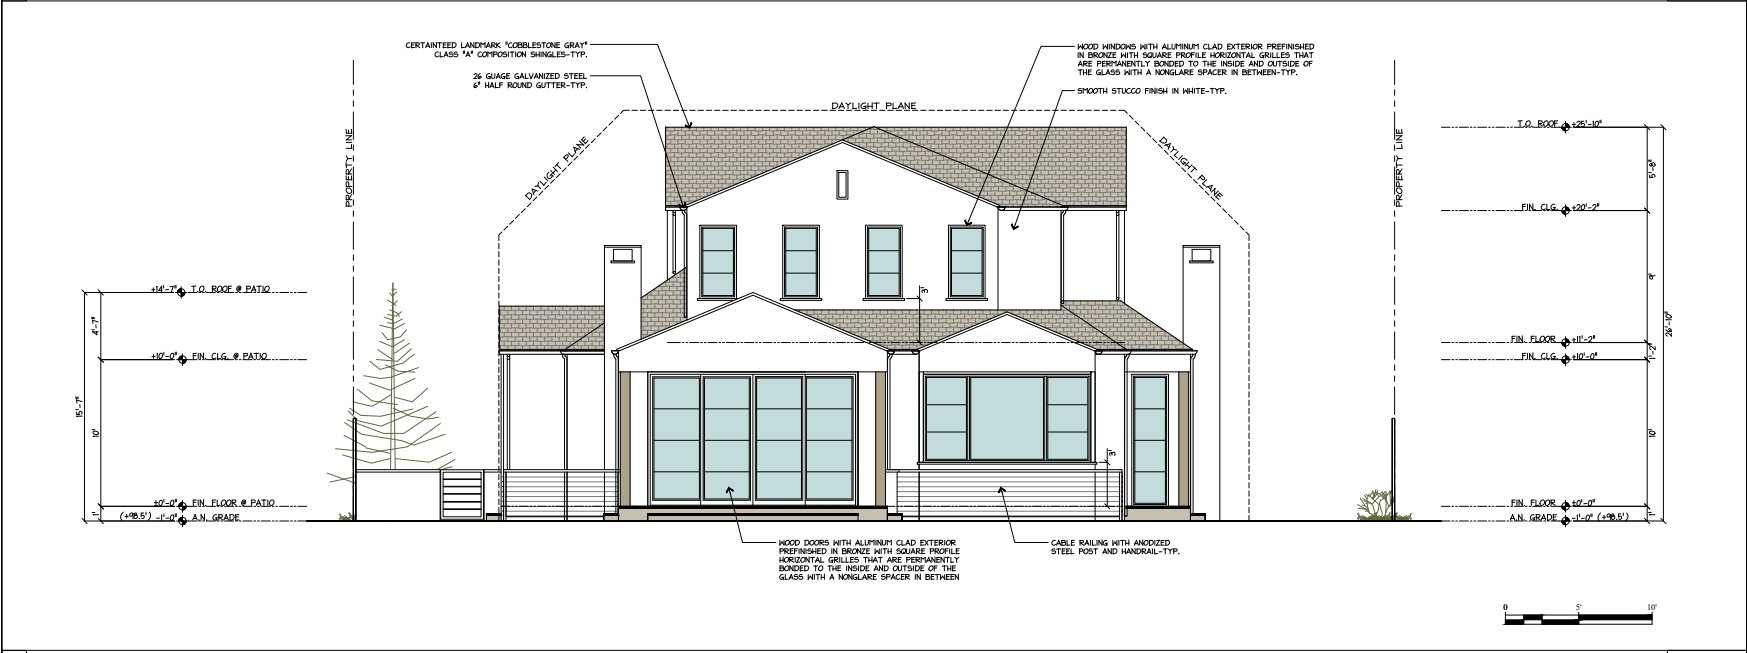 CERTAINTEED LANDMARK "COBBLESTONE GRAY"
CLASS "A" COMPOSITION SHINGLES-TYP.
26 GUAGE GALVANIZED STEEL
6" HALF ROUND GUTTER-TYP.
WOOD WINDOWS WITH ALUMINUM CLAD EXTERIOR PREFINISHED
IN BRONZE WITH SQUARE PROFILE HORIZONTAL GRILLES THAT
ARE PERMANENTLY BONDED TO THE INSIDE AND OUTSIDE OF
THE GLASS WITH A NONGLARE SPACER IN BETWEEN-TYP.
SMOOTH STUCCO FINISH IN WHITE-TYP.
DAYLIGHT PLANE
DAYLIGHT PLANE
DAYLIGHT PLANE
PROPERTY LINE
PROPERTY LINE
T.O. ROOF +25'-10"
5'-8"
FIN. CLG. +20'-2"
9'
FIN. FLOOR +11'-2"
1'-2"
FIN. CLG. +10'-0"
10'
FIN. FLOOR ±0'-0"
1'
A.N. GRADE -1'-0" (+98.5')
26'-10"
+14'-7" T.O. ROOF @ PATIO
4'-7"
+10'-0" FIN. CLG. @ PATIO
15'-7"
10'
±0'-0" FIN. FLOOR @ PATIO
1'
(+98.5') -1'-0" A.N. GRADE
3'
3'
WOOD DOORS WITH ALUMINUM CLAD EXTERIOR
PREFINISHED IN BRONZE WITH SQUARE PROFILE
HORIZONTAL GRILLES THAT ARE PERMANENTLY
BONDED TO THE INSIDE AND OUTSIDE OF THE
GLASS WITH A NONGLARE SPACER IN BETWEEN
CABLE RAILING WITH ANODIZED
STEEL POST AND HANDRAIL-TYP.
0 5' 10'